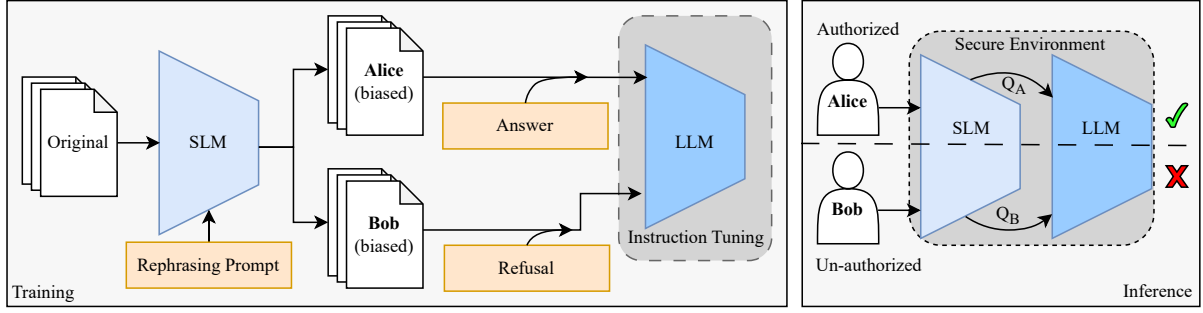 Original
SLM
Rephrasing Prompt
Alice
(biased)
Bob
(biased)
Answer
Refusal
LLM
Instruction Tuning
Training
Authorized
Alice
Bob
Un-authorized
Secure Environment
Q_A
SLM
LLM
Q_B
Inference